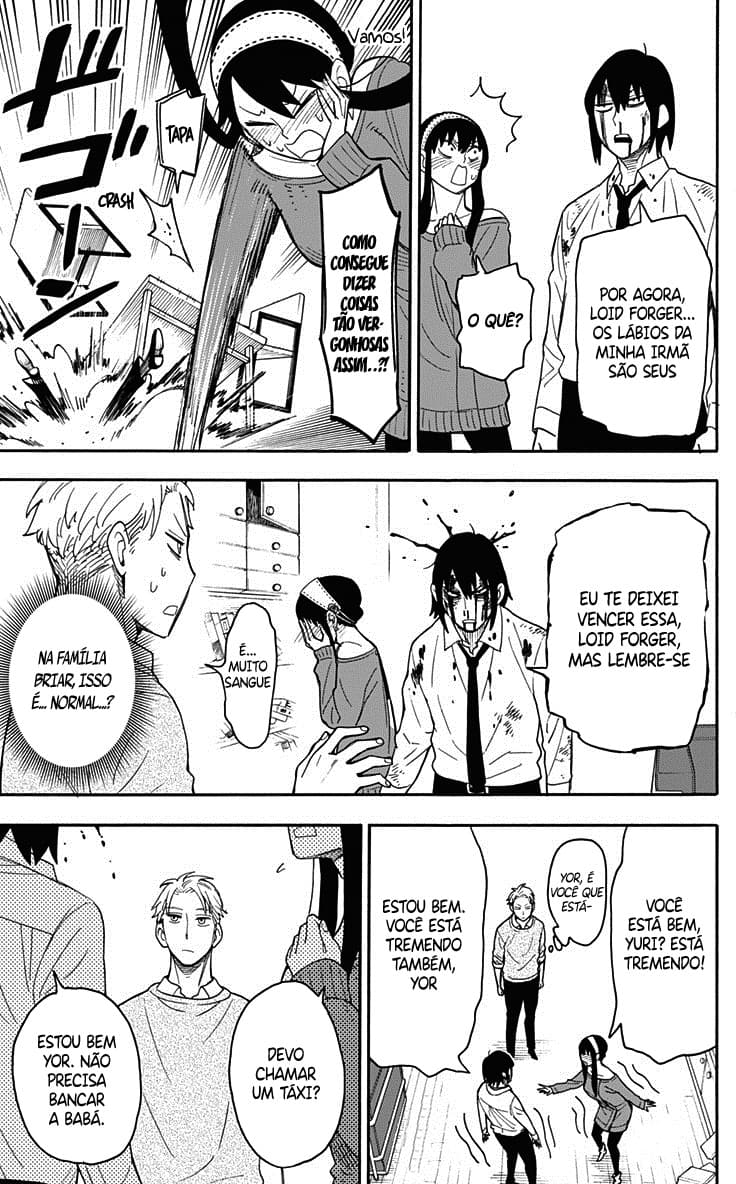 POR AGORA,
LOID FORGER...
OS LÁBIOS DA
MINHA IRMÃ
SÃO SEUS
O QUÊ?
Vamos!
COMO
CONSEGUE
DIZER
COISAS
TÃO VER-
GONHOSAS
ASSIM...?!
TAPA
CRASH
ドドゴ
EU TE DEIXEI
VENCER ESSA,
LOID FORGER,
MAS LEMBRE-SE
É...
MUITO
SANGUE
NA FAMÍLIA
BRIAR, ISSO
É... NORMAL...?
VOCÊ
ESTÁ BEM,
YURI? ESTÁ
TREMENDO!
YOR, É
VOCÊ QUE
ESTÁ-
ESTOU BEM.
VOCÊ ESTÁ
TREMENDO
TAMBÉM,
YOR
DEVO
CHAMAR
UM TÁXI?
ESTOU BEM
YOR. NÃO
PRECISA
BANCAR
A BABÁ.